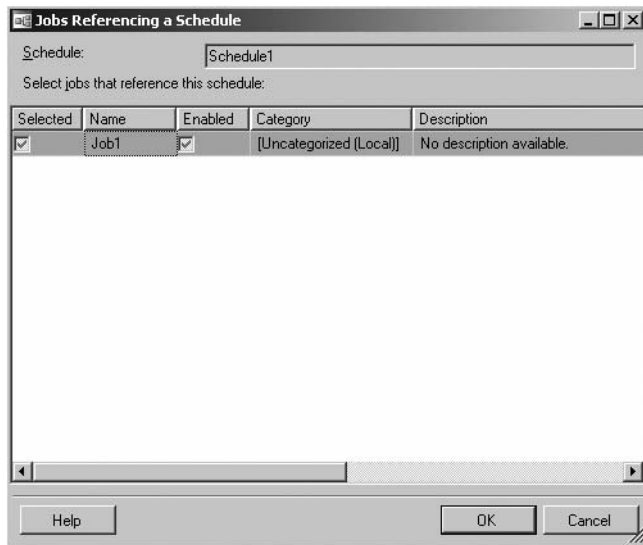 Jobs Referencing a Schedule
Schedule: Schedule1
Select jobs that reference this schedule:
Selected Name Enabled Category Description
Job1 [Uncategorized (Local)] No description available.
Help OK Cancel